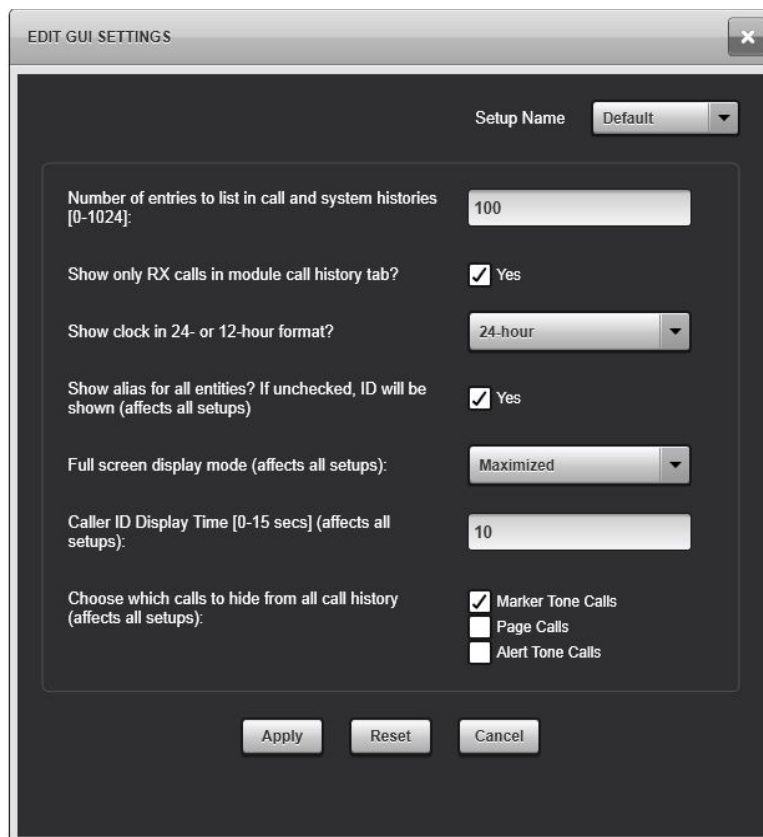 EDIT GUI SETTINGS
Setup Name
Default
Number of entries to list in call and system histories
[0-1024]:
100
Show only RX calls in module call history tab?
Yes
Show clock in 24- or 12-hour format?
24-hour
Show alias for all entities? If unchecked, ID will be
shown (affects all setups)
Yes
Full screen display mode (affects all setups):
Maximized
Caller ID Display Time [0-15 secs] (affects all
setups):
10
Choose which calls to hide from all call history
(affects all setups):
Marker Tone Calls
Page Calls
Alert Tone Calls
Apply
Reset
Cancel